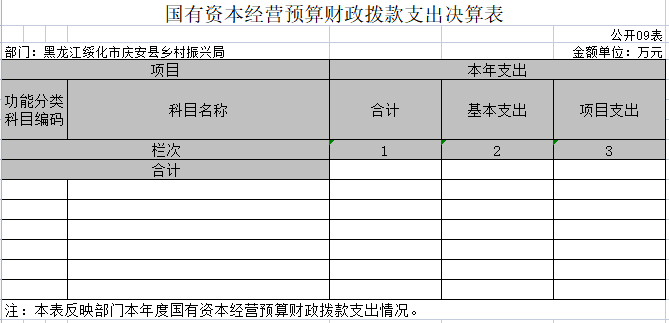 国有资本经营预算财政拨款支出决算表
公开09表
部门：黑龙江绥化市庆安县乡村振兴局 金额单位：万元
项目 本年支出
功能分类
科目编码 科目名称 合计 基本支出 项目支出
栏次 1 2 3
合计
注：本表反映部门本年度国有资本经营预算财政拨款支出情况。